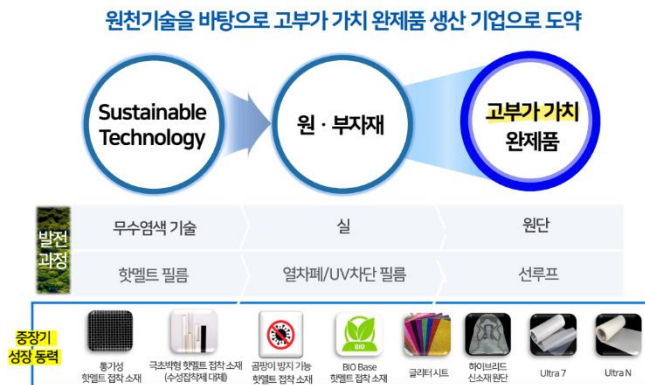 원천기술을 바탕으로 고부가 가치 완제품 생산 기업으로 도약
Sustainable
Technology
원 · 부자재
고부가 가치
완제품
발전
과정
무수염색 기술
실
원단
핫멜트 필름
열차폐/UV차단 필름
선루프
중장기
성장 동력
통기성
핫멜트 접착 소재
극초박형 핫멜트 접착 소재
(수성접착제 대체)
곰팡이 방지 기능
핫멜트 접착 소재
BIO
BIO Base
핫멜트 접착 소재
글리터 시트
하이브리드
신소재 원단
Ultra 7
Ultra N